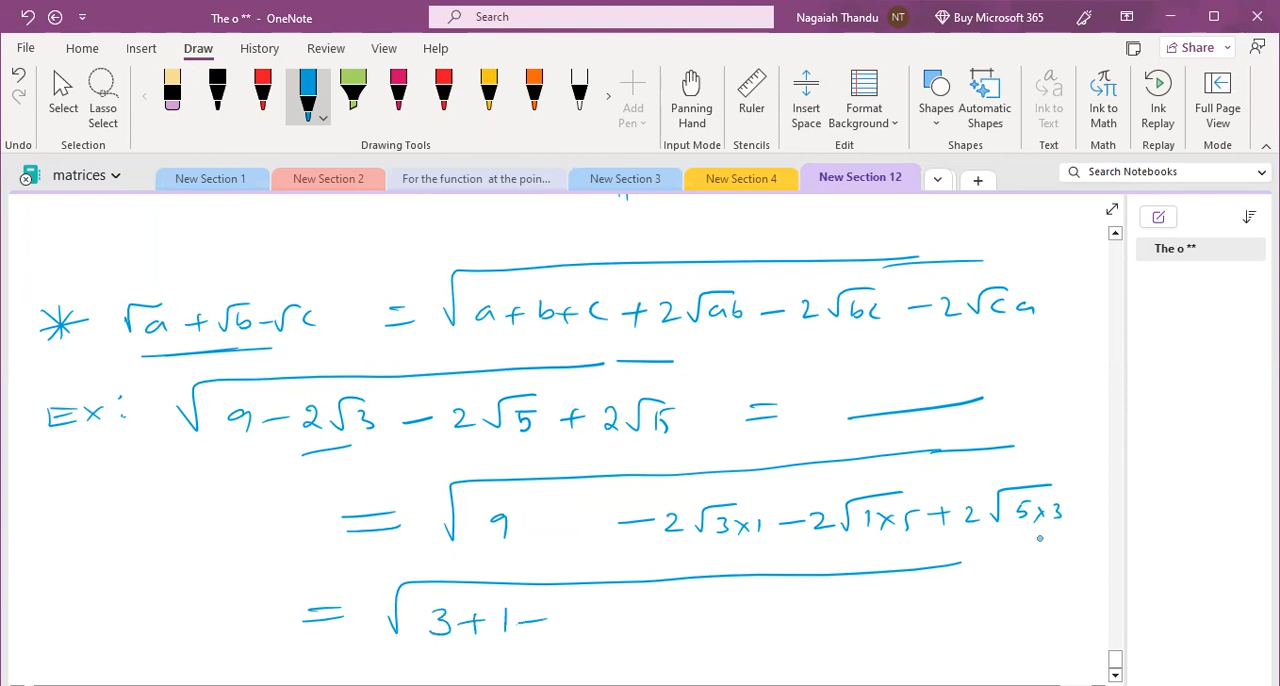 The o ** - OneNote
Search
Nagaiah Thandu NT
Buy Microsoft 365
File Home Insert Draw History Review View Help
Share
Select
Lasso Select
Add Pen
Panning Hand
Ruler
Insert Space
Format Background
Shapes
Automatic Shapes
Ink to Text
Ink to Math
Ink Replay
Full Page View
Undo Selection Drawing Tools Input Mode Stencils Edit Shapes Text Math Replay Mode
matrices
New Section 1 New Section 2 For the function at the poin... New Section 3 New Section 4 New Section 12
Search Notebooks
The o **
* √a + √b - √c = √(a + b + c + 2√ab - 2√bc - 2√ca)
Ex: √(9 - 2√3 - 2√5 + 2√15) = ___
= √(9 - 2√3×1 - 2√1×5 + 2√5×3)
= √(3 + 1 -